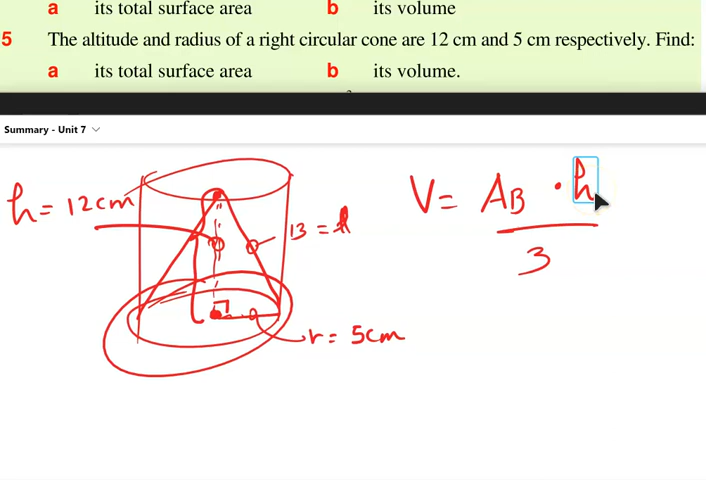 a its total surface area b its volume
5 The altitude and radius of a right circular cone are 12 cm and 5 cm respectively. Find:
a its total surface area b its volume.
Summary - Unit 7
h = 12cm
13 = l
r = 5cm
V = AB · h
3